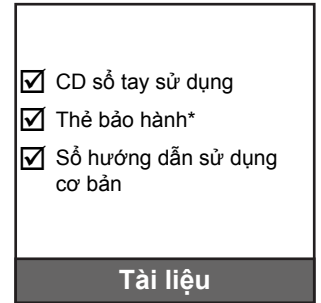 CD sổ tay sử dụng
Thẻ bảo hành*
Sổ hướng dẫn sử dụng
cơ bản
Tài liệu